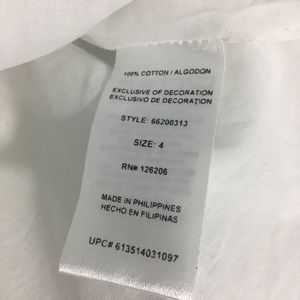 100% COTTON / ALGODON
EXCLUSIVE OF DECORATION
EXCLUSIVO DE DECORATION
STYLE: 66200313
SIZE: 4
RN# 126206
MADE IN PHILIPPINES
HECHO EN FILIPINAS
UPC# 613514031097